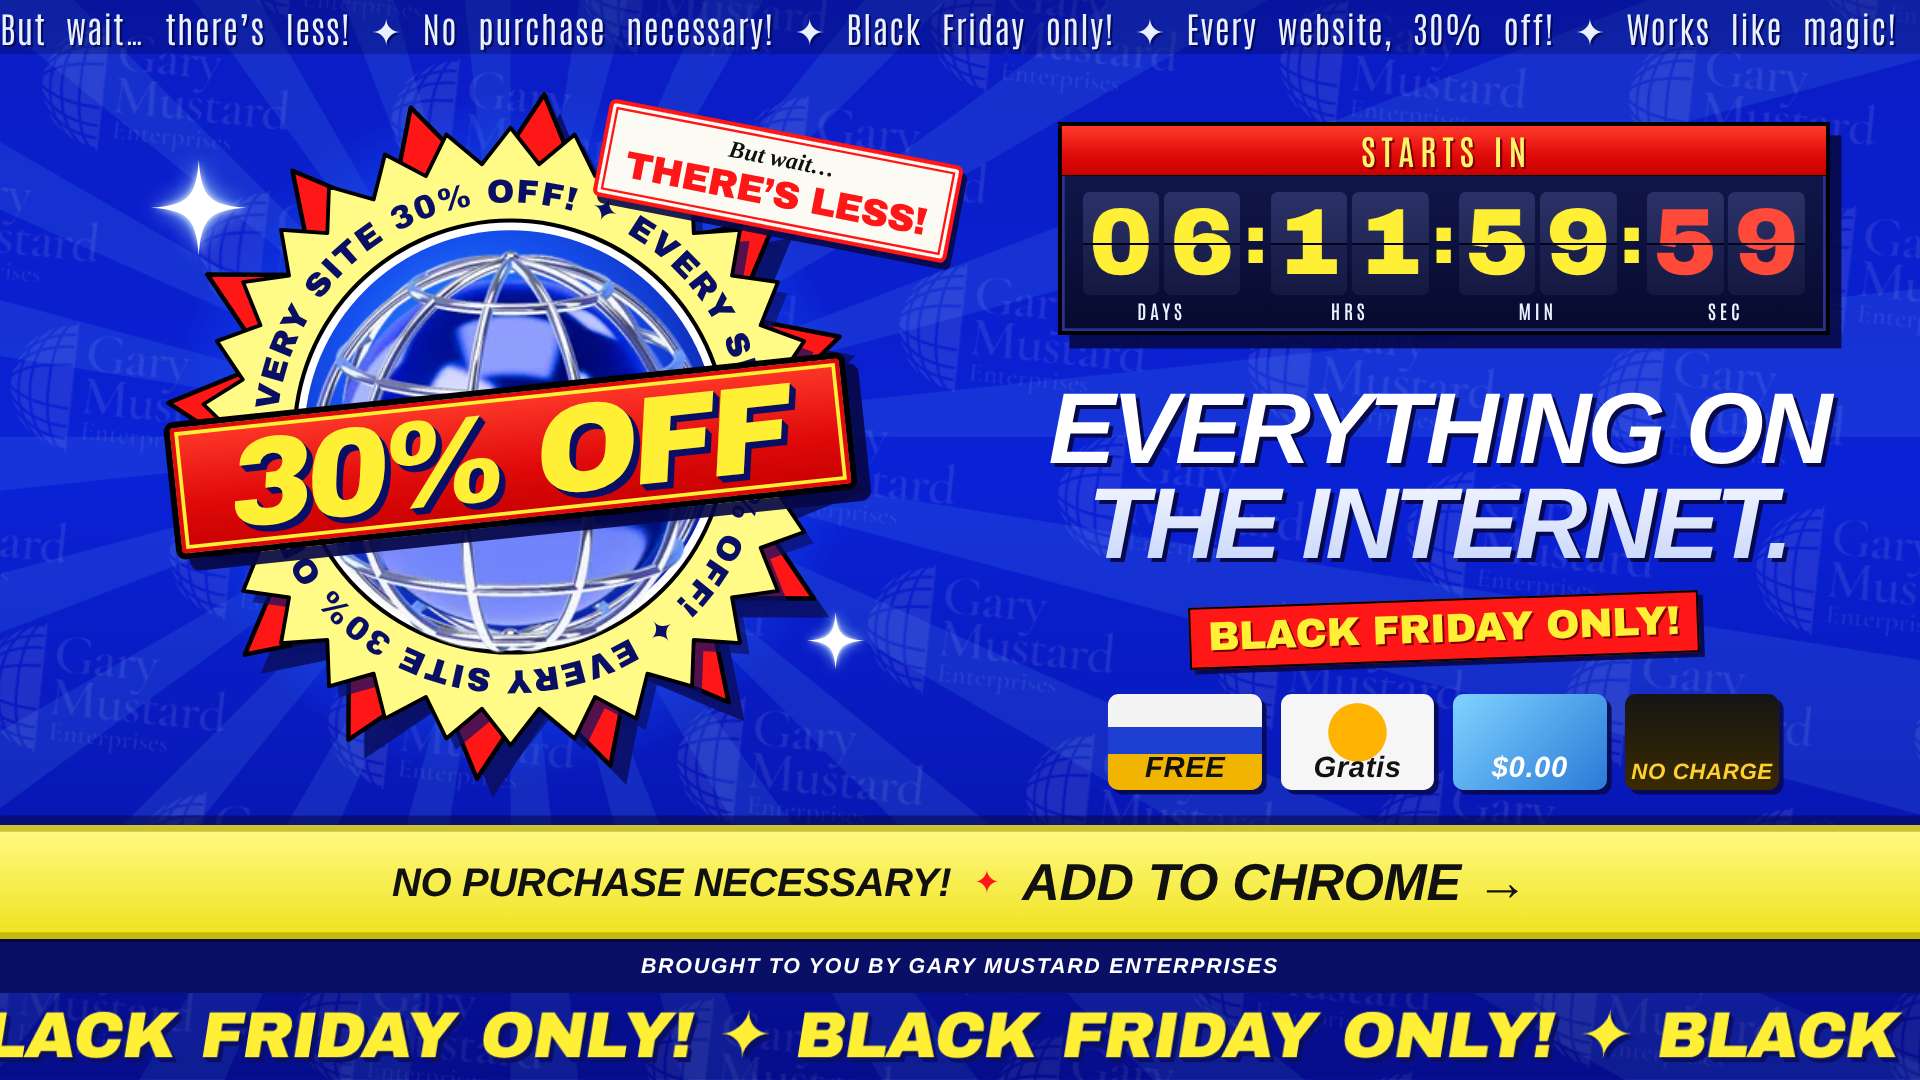 But wait… there’s less! ✦ No purchase necessary! ✦ Black Friday only! ✦ Every website, 30% off! ✦ Works like magic!
But wait…
THERE’S LESS!
EVERY SITE 30% OFF! ✦ EVERY SITE 30% OFF! ✦ EVERY SITE 30% OFF!
30% OFF
STARTS IN
06:11:59:59
DAYS HRS MIN SEC
EVERYTHING ON
THE INTERNET.
BLACK FRIDAY ONLY!
FREE Gratis $0.00 NO CHARGE
NO PURCHASE NECESSARY! ✦ ADD TO CHROME →
BROUGHT TO YOU BY GARY MUSTARD ENTERPRISES
LACK FRIDAY ONLY! ✦ BLACK FRIDAY ONLY! ✦ BLACK
Gary
Mustard
Enterprises